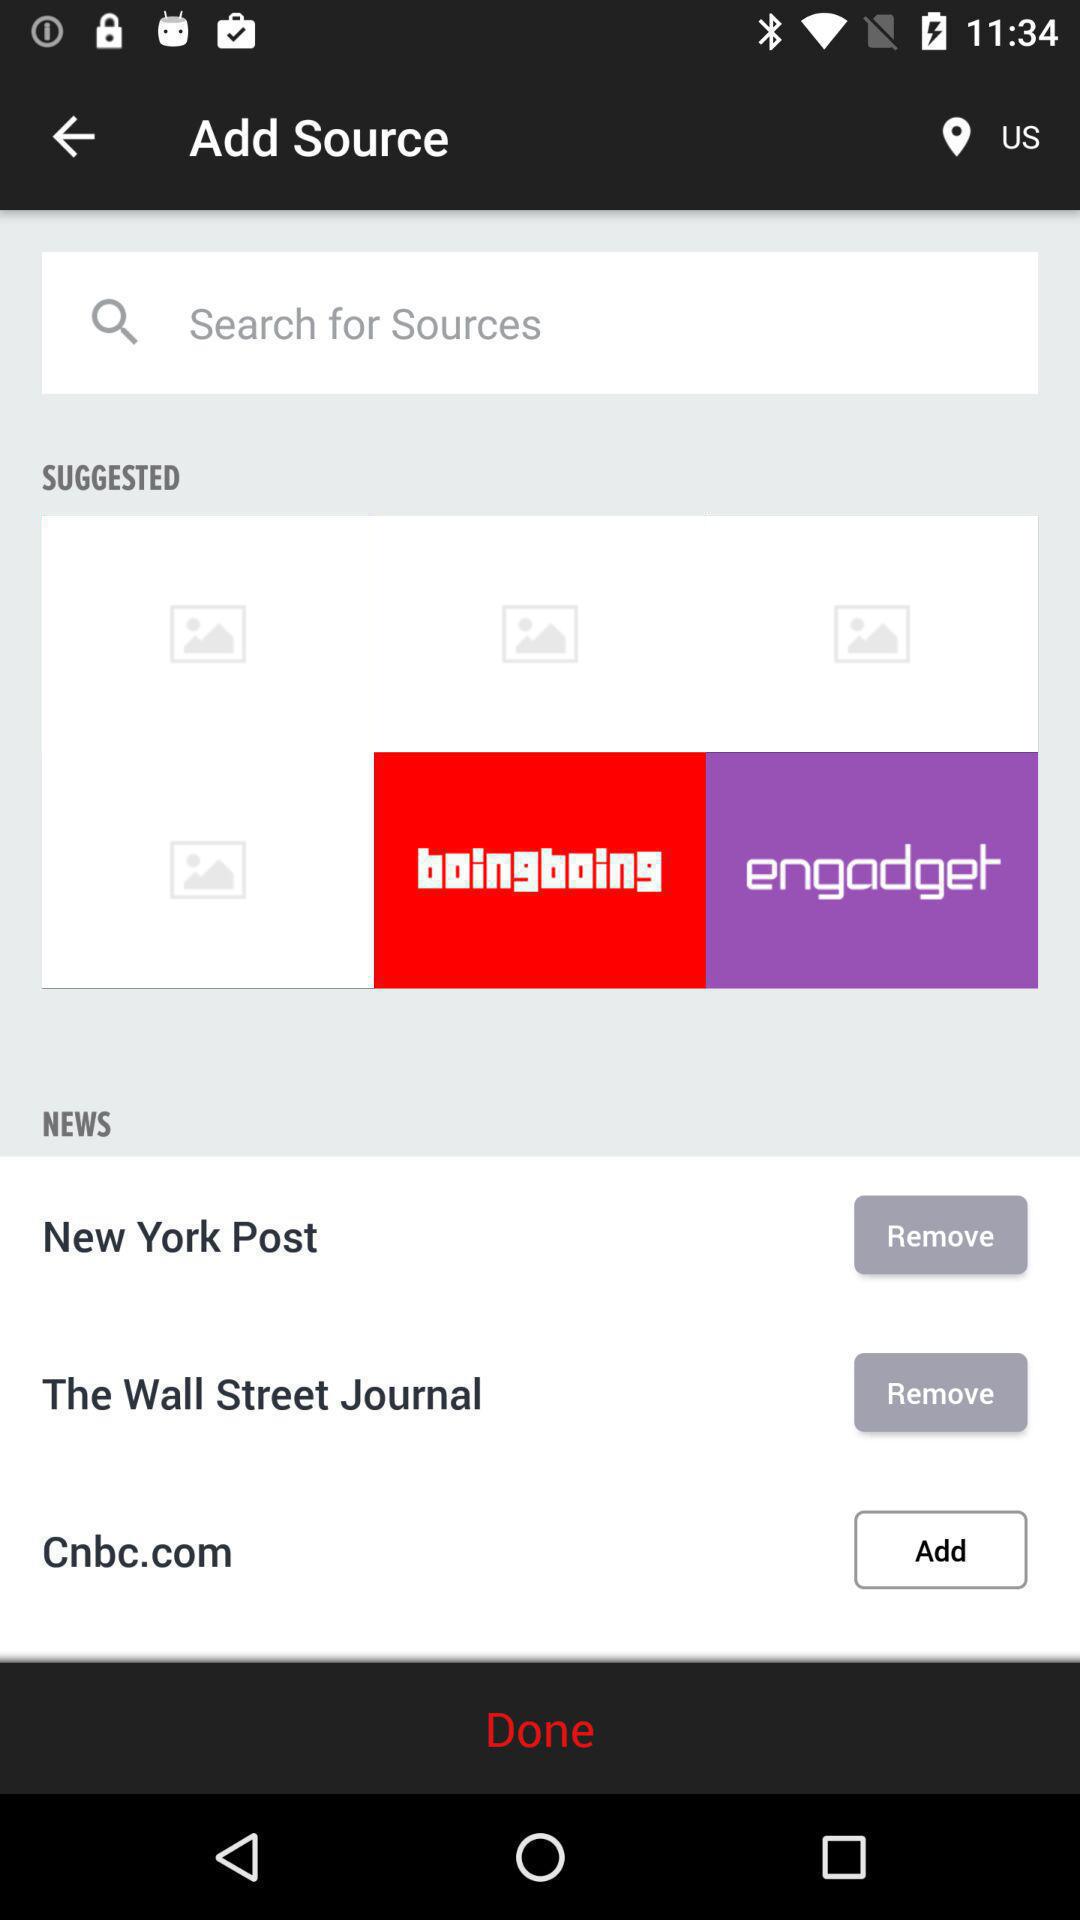 11:34
Add Source
US
Search for Sources
SUGGESTED
boingboing
engadget
NEWS
New York Post
Remove
The Wall Street Journal
Remove
Cnbc.com
Add
Done